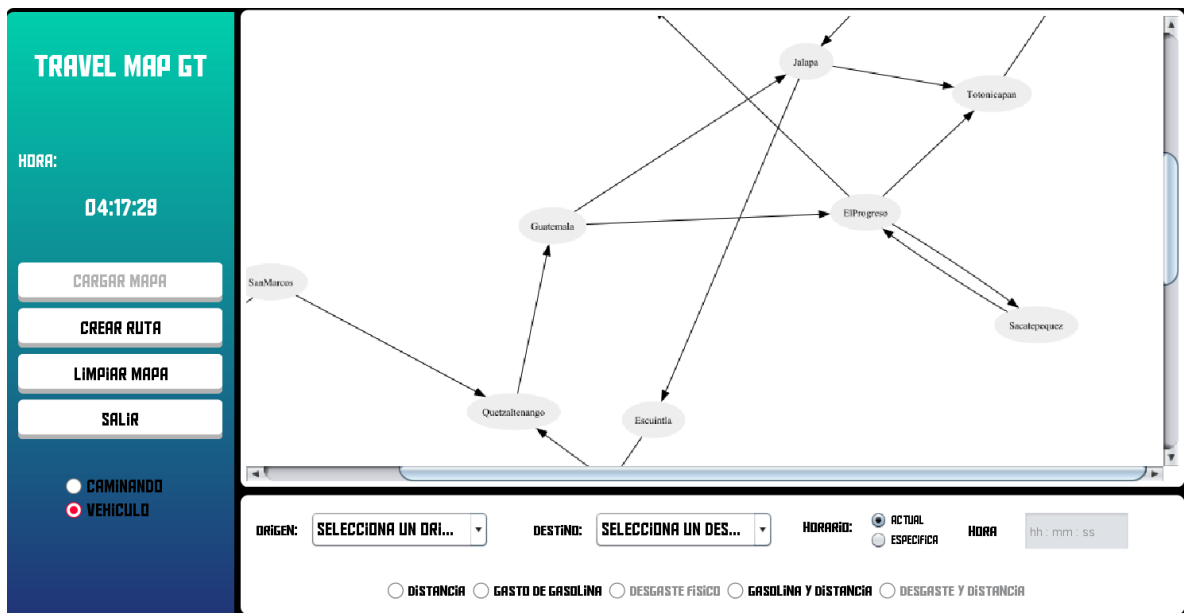 TRAVEL MAP GT
HORA:
04:17:29
CARGAR MAPA
CREAR RUTA
LIMPIAR MAPA
SALIR
CAMINANDO
VEHICULO
Jalapa
Totonicapan
Guatemala
ElProgreso
SanMarcos
Sacatepequez
Quetzaltenango
Escuintla
ORIGEN: SELECCIONA UN ORI... DESTINO: SELECCIONA UN DES... HORARIO: ACTUAL
ESPECIFICA
HORA hh : mm : ss
DISTANCIA GASTO DE GASOLINA DESGASTE FISICO GASOLINA Y DISTANCIA DESGASTE Y DISTANCIA